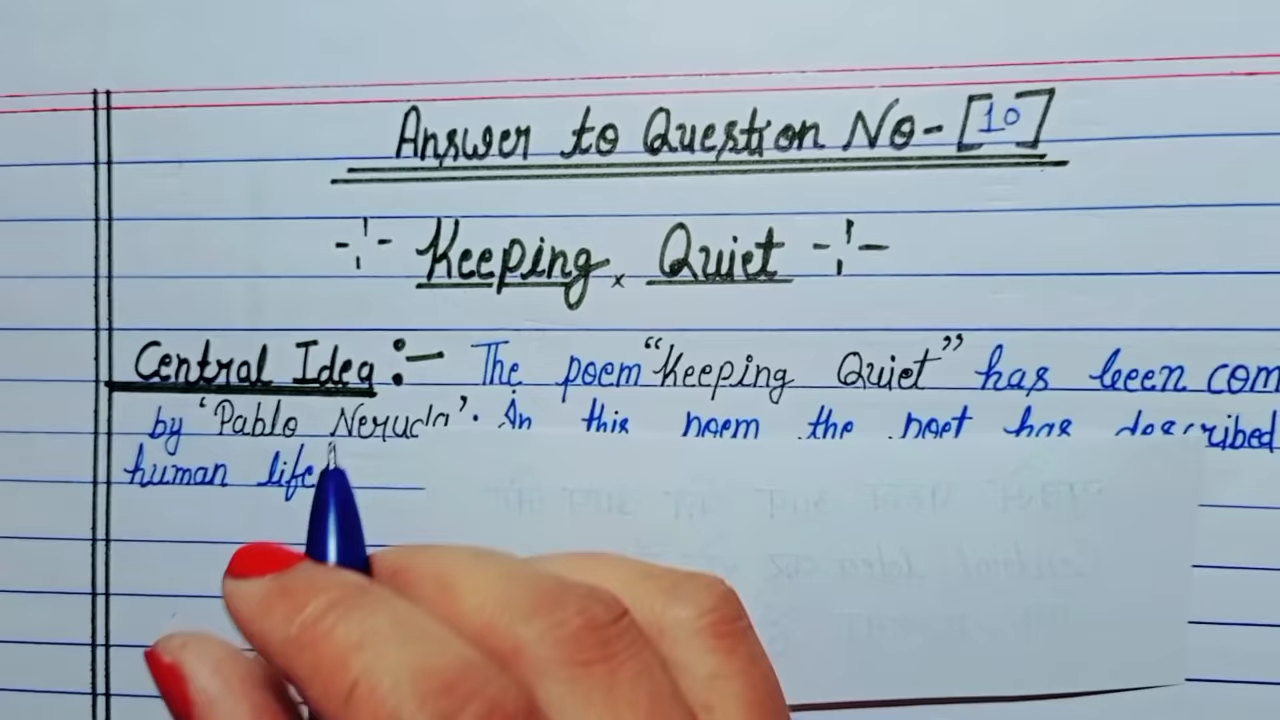 Answer to Question No-[10]
Keeping Quiet
Central Idea:- The poem "Keeping Quiet" has been com
by 'Pablo Neruda'. In this poem the poet has described
human life